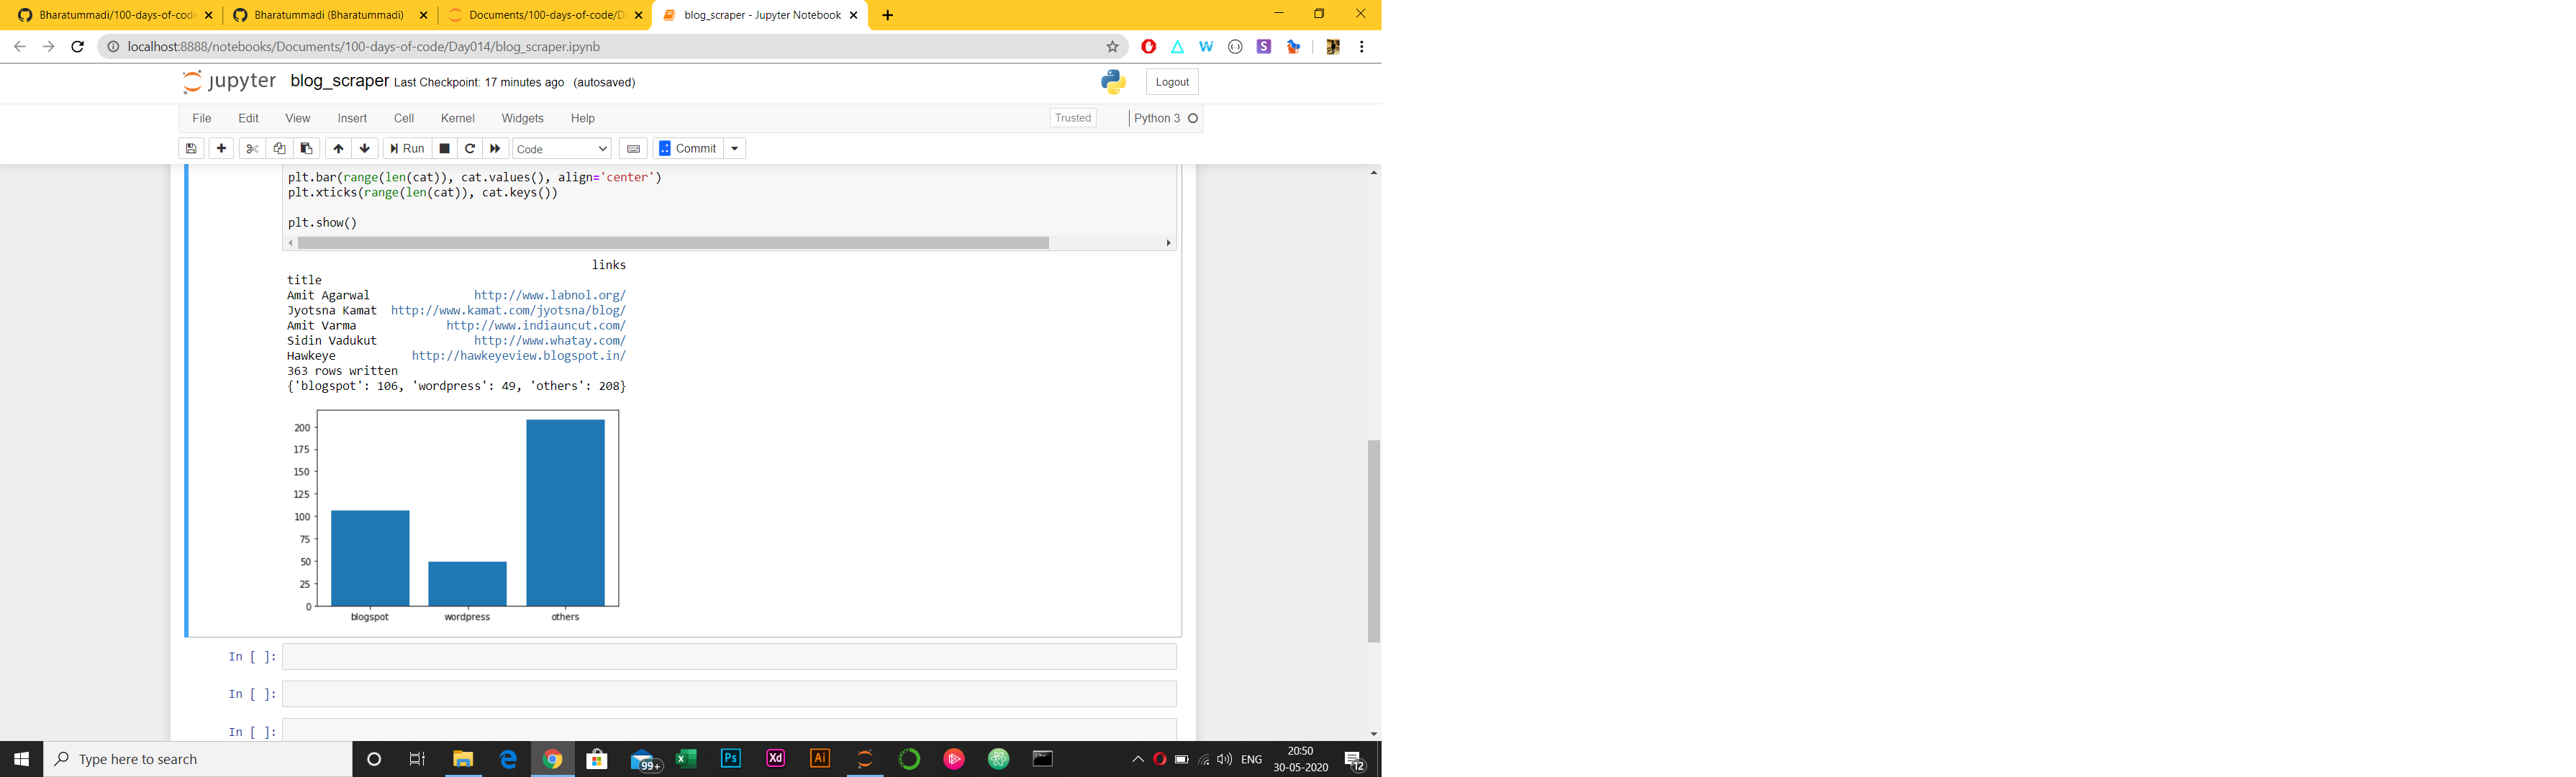 Bharatummadi/100-days-of-code
Bharatummadi (Bharatummadi)
Documents/100-days-of-code/D
blog_scraper - Jupyter Notebook
localhost:8888/notebooks/Documents/100-days-of-code/Day014/blog_scraper.ipynb
jupyter blog_scraper Last Checkpoint: 17 minutes ago (autosaved)
Logout
File Edit View Insert Cell Kernel Widgets Help
Trusted
Python 3
Run
Code
Commit
plt.bar(range(len(cat)), cat.values(), align='center')
plt.xticks(range(len(cat)), cat.keys())
plt.show()
links
title
Amit Agarwal http://www.labnol.org/
Jyotsna Kamat http://www.kamat.com/jyotsna/blog/
Amit Varma http://www.indiauncut.com/
Sidin Vadukut http://www.whatay.com/
Hawkeye http://hawkeyeview.blogspot.in/
363 rows written
{'blogspot': 106, 'wordpress': 49, 'others': 208}
200
175
150
125
100
75
50
25
0
blogspot wordpress others
In [ ]:
In [ ]:
In [ ]:
Type here to search
99+
Ps
Xd
Ai
ENG
20:50
30-05-2020
12